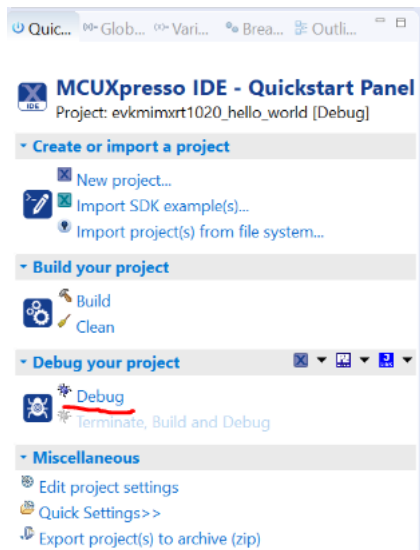 Quic... Glob... Vari... Brea... Outli...
MCUXpresso IDE - Quickstart Panel
IDE
Project: evkmimxrt1020_hello_world [Debug]
Create or import a project
New project...
Import SDK example(s)...
Import project(s) from file system...
Build your project
Build
Clean
Debug your project
Debug
Terminate, Build and Debug
Miscellaneous
Edit project settings
Quick Settings>>
Export project(s) to archive (zip)